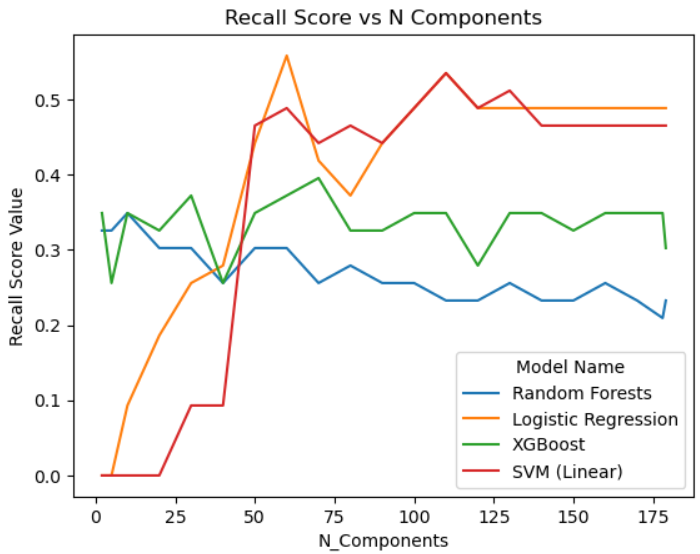 Recall Score vs N Components
Recall Score Value
0.5
0.4
0.3
0.2
0.1
0.0
Model Name
Random Forests
Logistic Regression
XGBoost
SVM (Linear)
0 25 50 75 100 125 150 175
N_Components